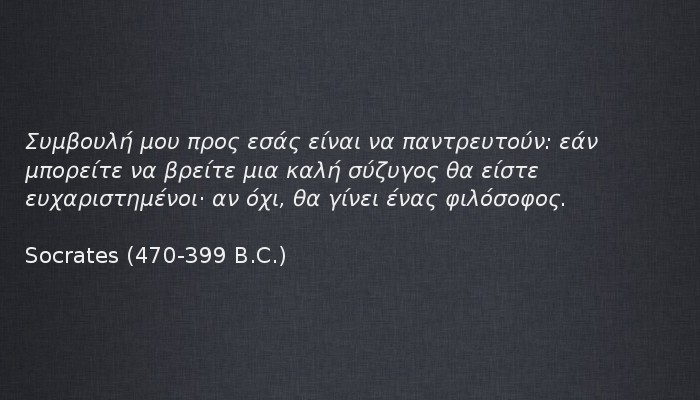 Συμβουλή μου προς εσάς είναι να παντρευτούν: εάν
μπορείτε να βρείτε μια καλή σύζυγος θα είστε
ευχαριστημένοι· αν όχι, θα γίνει ένας φιλόσοφος.
Socrates (470-399 B.C.)